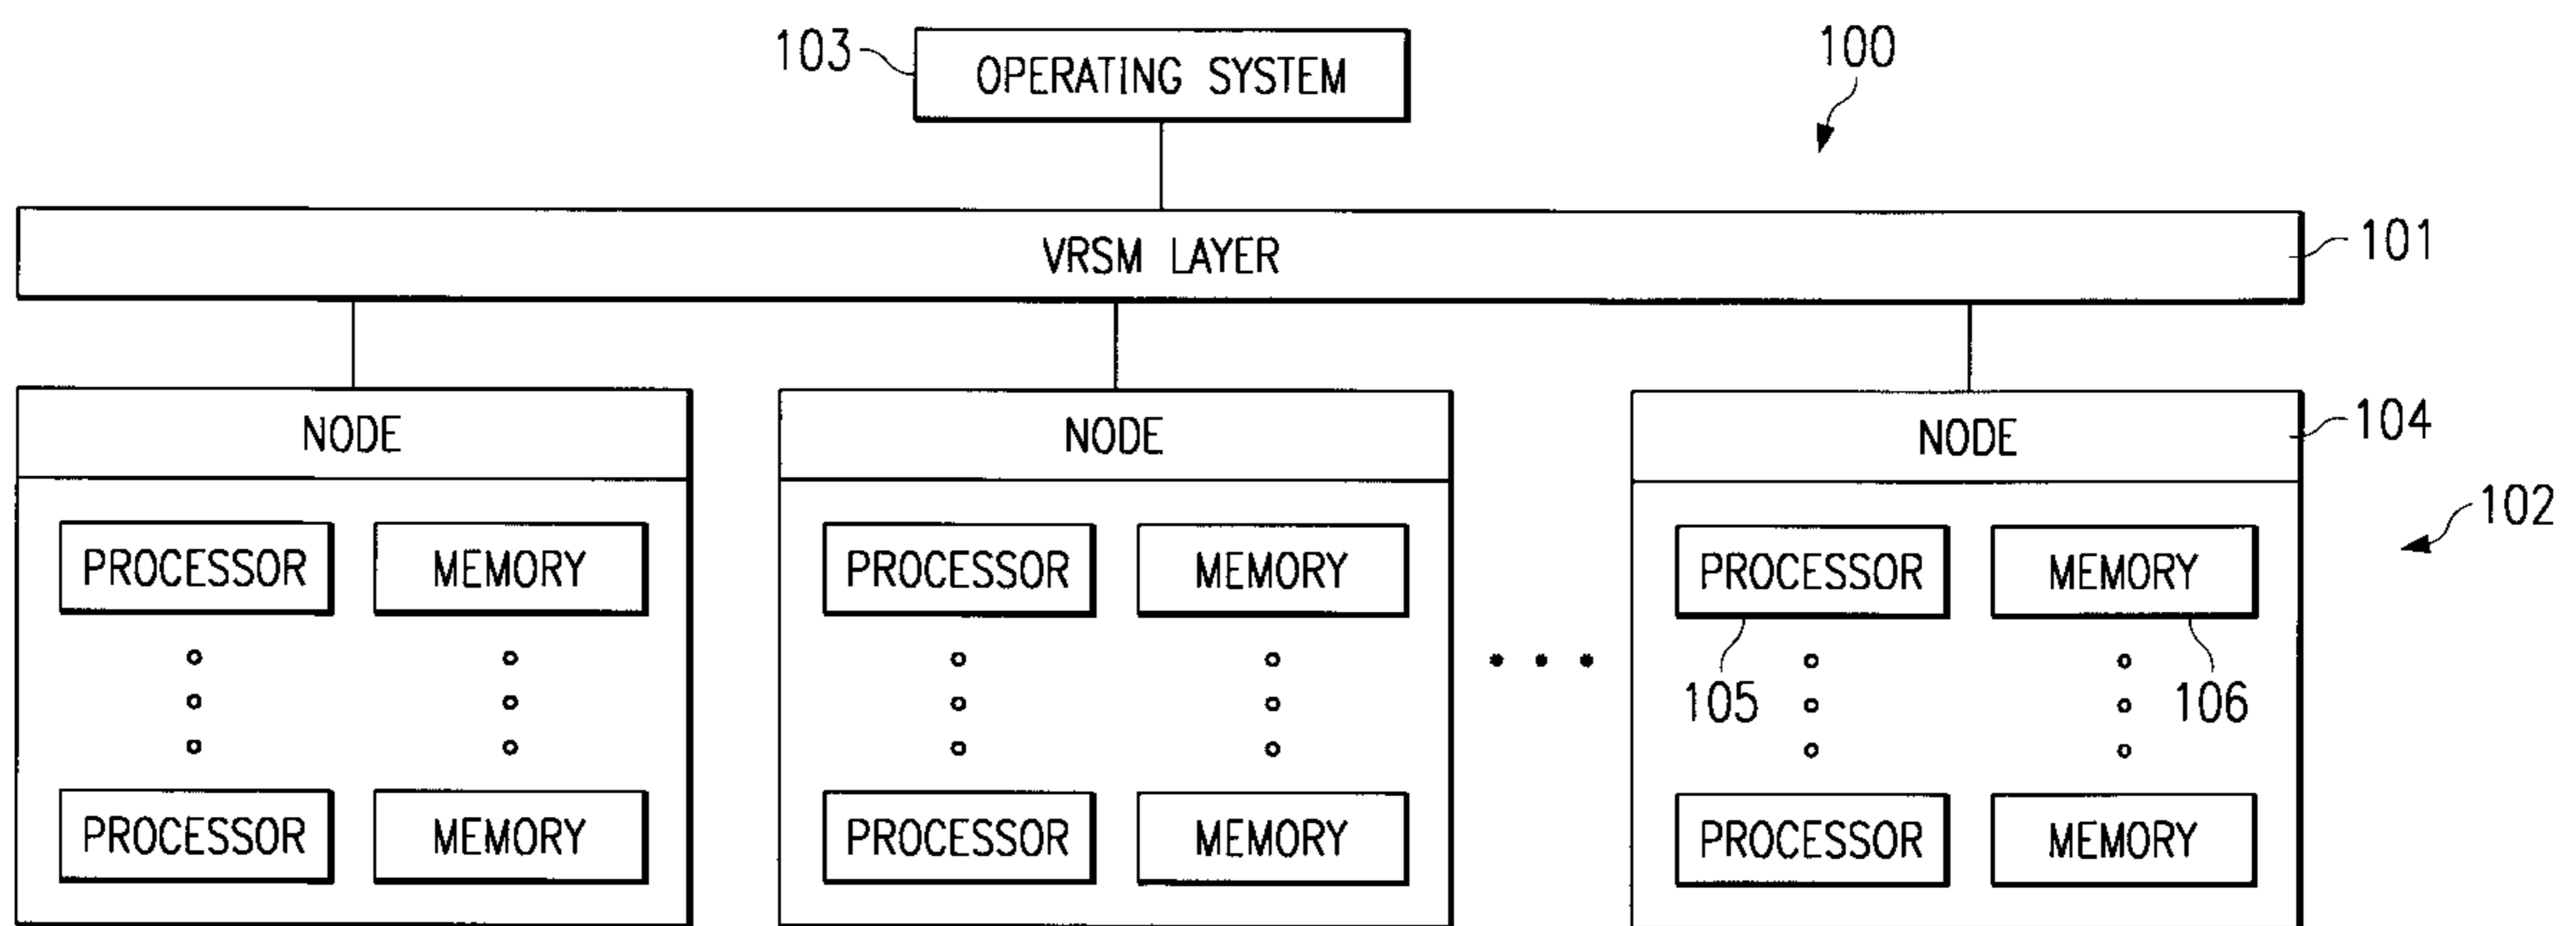 103
OPERATING SYSTEM
100
VRSM LAYER
101
NODE
NODE
NODE
104
102
PROCESSOR MEMORY
PROCESSOR MEMORY
PROCESSOR MEMORY
105
106
PROCESSOR MEMORY
PROCESSOR MEMORY
PROCESSOR MEMORY